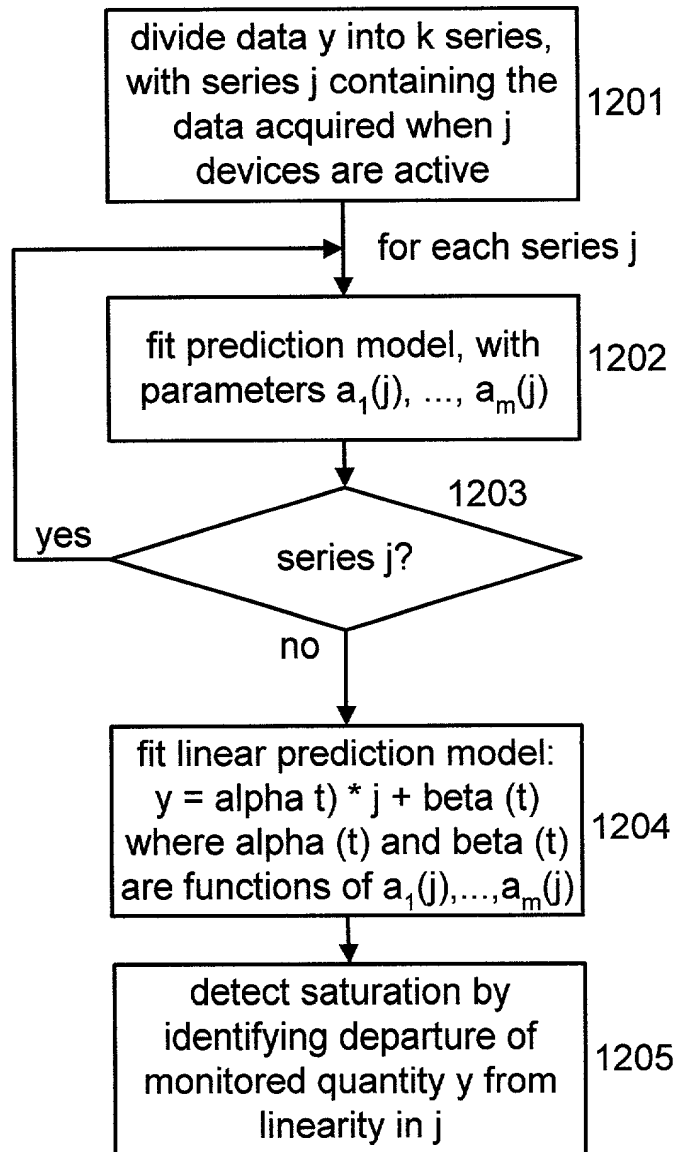 divide data y into k series,
with series j containing the
data acquired when j
devices are active
1201
for each series j
fit prediction model, with
parameters a₁(j), ..., aₘ(j)
1202
1203
yes
series j?
no
fit linear prediction model:
y = alpha t) * j + beta (t)
where alpha (t) and beta (t)
are functions of a₁(j),...,aₘ(j)
1204
detect saturation by
identifying departure of
monitored quantity y from
linearity in j
1205